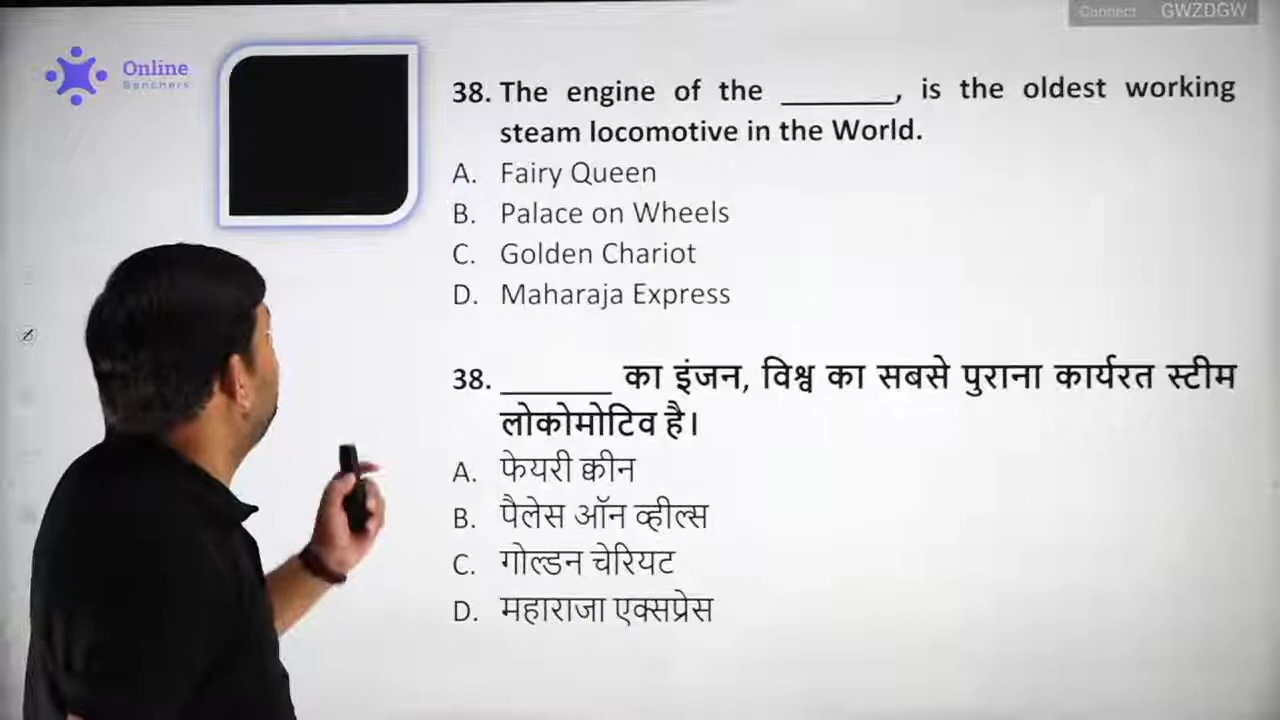 Connect GWZDGW
Online
Benchers
38. The engine of the _______, is the oldest working
steam locomotive in the World.
A. Fairy Queen
B. Palace on Wheels
C. Golden Chariot
D. Maharaja Express
38. _______ का इंजन, विश्व का सबसे पुराना कार्यरत स्टीम
लोकोमोटिव है।
A. फेयरी क्वीन
B. पैलेस ऑन व्हील्स
C. गोल्डन चेरियट
D. महाराजा एक्सप्रेस